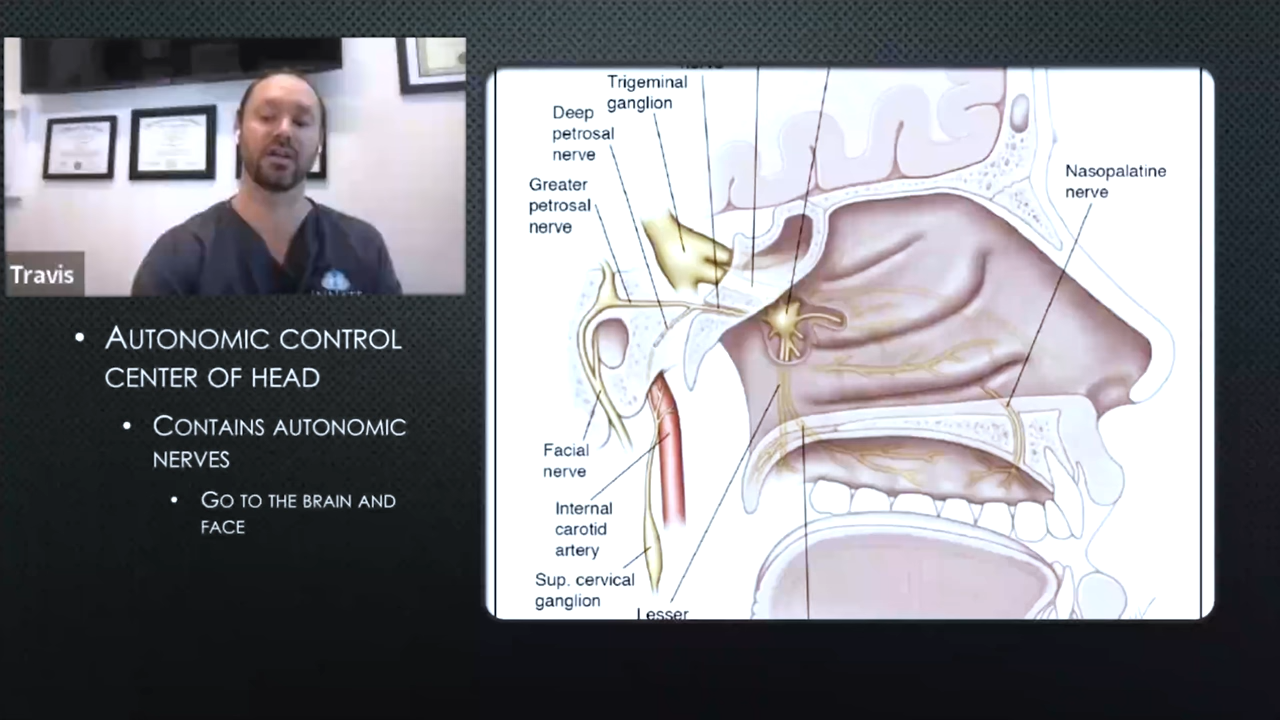 Travis
AUTONOMIC CONTROL
CENTER OF HEAD
CONTAINS AUTONOMIC
NERVES
GO TO THE BRAIN AND
FACE
Trigeminal
ganglion
Deep
petrosal
nerve
Greater
petrosal
nerve
Nasopalatine
nerve
Facial
nerve
Internal
carotid
artery
Sup. cervical
ganglion
Lesser